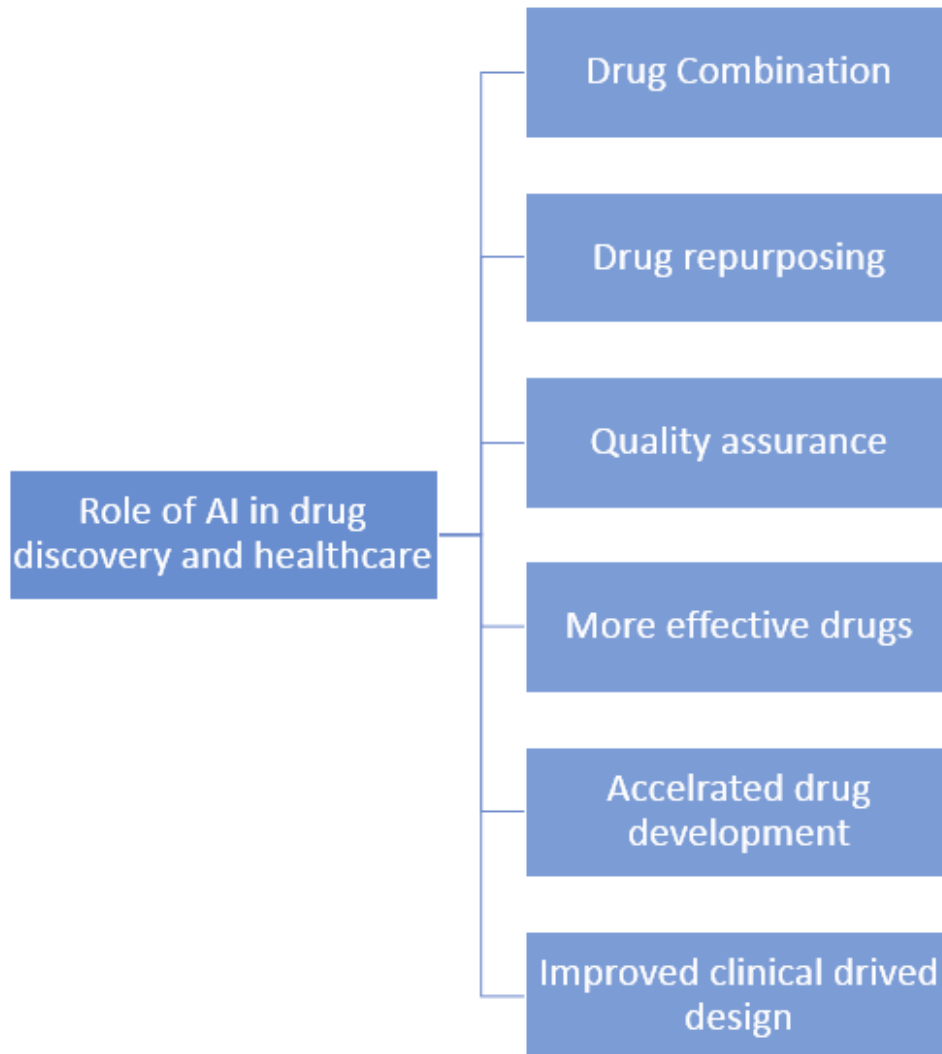 Drug Combination
Drug repurposing
Quality assurance
Role of AI in drug
discovery and healthcare
More effective drugs
Accelrated drug
development
Improved clinical drived
design